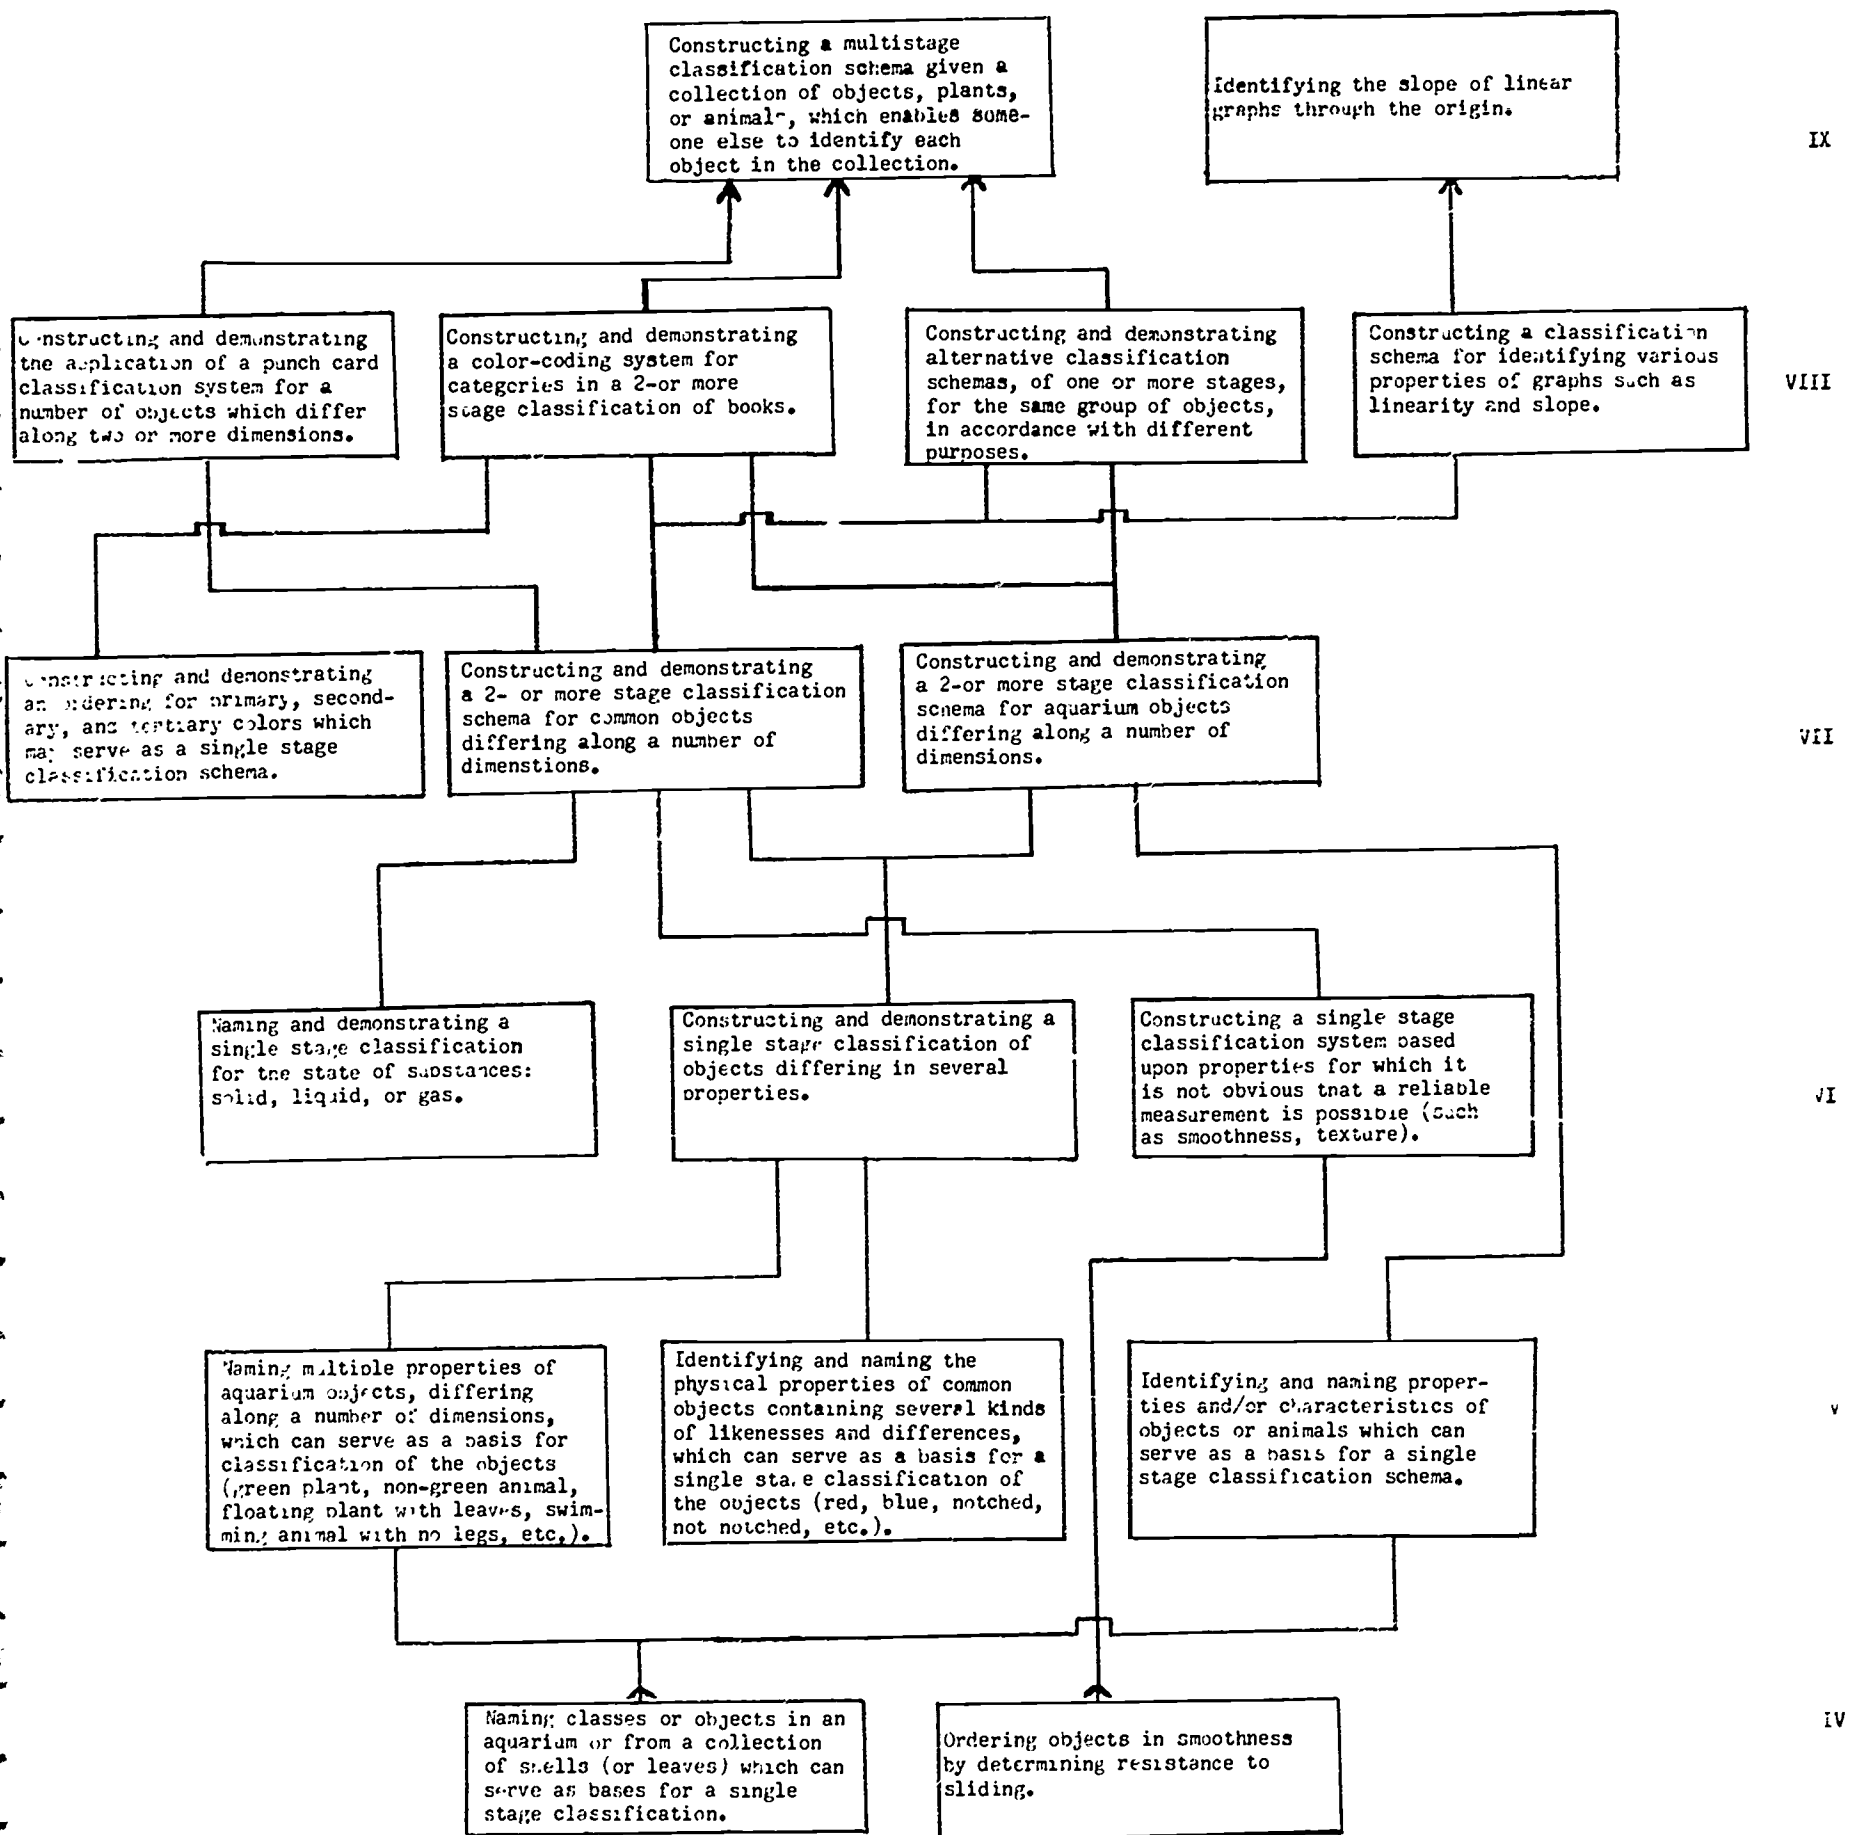 Constructing a multistage
classification schema given a
collection of objects, plants,
or animal-, which enables some-
one else to identify each
object in the collection.
Identifying the slope of linear
graphs through the origin.
IX
and demonstrating
the application of a punch card
classification system for a
number of objects which differ
along two or more dimensions.
Constructing and demonstrating
a color-coding system for
categories in a 2-or more
stage classification of books.
Constructing and demonstrating
alternative classification
schemas, of one or more stages,
for the same group of objects,
in accordance with different
purposes.
Constructing a classification
schema for identifying various
properties of graphs such as
linearity and slope.
VIII
and demonstrating
an ordering for primary, second-
ary, and tertiary colors which
may serve as a single stage
classification schema.
Constructing and demonstrating
a 2- or more stage classification
schema for common objects
differing along a number of
dimenstions.
Constructing and demonstrating
a 2-or more stage classification
schema for aquarium objects
differing along a number of
dimensions.
VII
Naming and demonstrating a
single stage classification
for the state of substances:
solid, liquid, or gas.
Constructing and demonstrating a
single stage classification of
objects differing in several
properties.
Constructing a single stage
classification system based
upon properties for which it
is not obvious that a reliable
measurement is possible (such
as smoothness, texture).
VI
Naming multiple properties of
aquarium objects, differing
along a number of dimensions,
which can serve as a basis for
classification of the objects
(green plant, non-green animal,
floating plant with leaves, swim-
ming animal with no legs, etc.).
Identifying and naming the
physical properties of common
objects containing several kinds
of likenesses and differences,
which can serve as a basis for a
single stage classification of
the objects (red, blue, notched,
not notched, etc.).
Identifying and naming proper-
ties and/or characteristics of
objects or animals which can
serve as a basis for a single
stage classification schema.
V
Naming classes or objects in an
aquarium or from a collection
of shells (or leaves) which can
serve as bases for a single
stage classification.
Ordering objects in smoothness
by determining resistance to
sliding.
IV